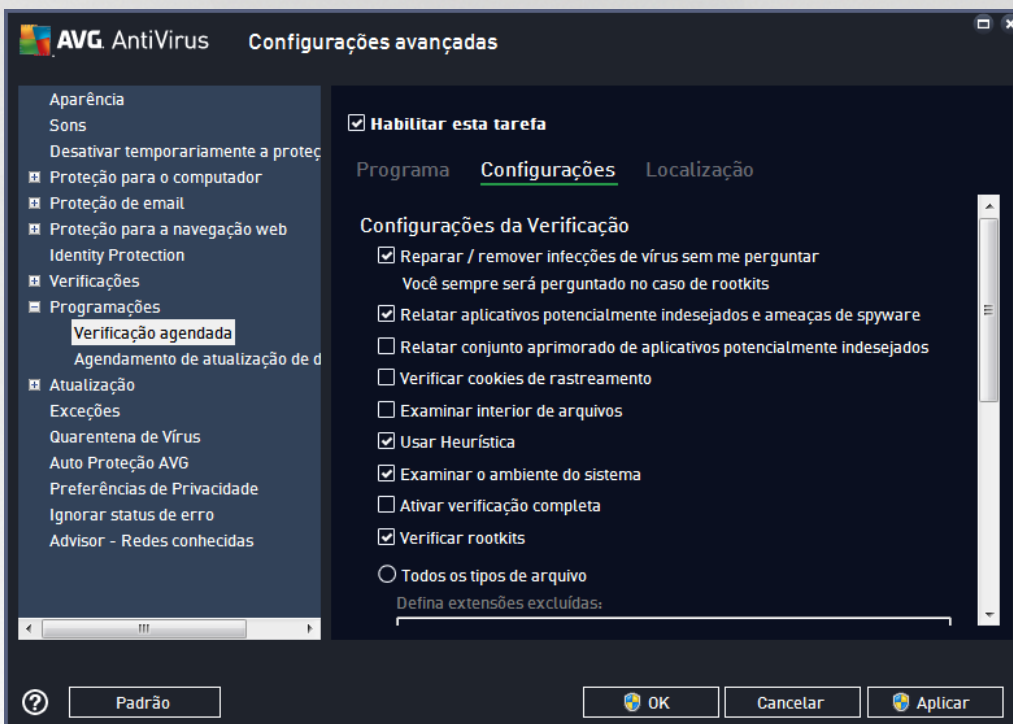 AVG. AntiVirus Configurações avançadas
Aparência
Sons
Desativar temporariamente a proteç
Proteção para o computador
Proteção de email
Proteção para a navegação web
Identity Protection
Verificações
Programações
Verificação agendada
Agendamento de atualização de d
Atualização
Exceções
Quarentena de Vírus
Auto Proteção AVG
Preferências de Privacidade
Ignorar status de erro
Advisor - Redes conhecidas
Habilitar esta tarefa
Programa Configurações Localização
Configurações da Verificação
Reparar / remover infecções de vírus sem me perguntar
Você sempre será perguntado no caso de rootkits
Relatar aplicativos potencialmente indesejados e ameaças de spyware
Relatar conjunto aprimorado de aplicativos potencialmente indesejados
Verificar cookies de rastreamento
Examinar interior de arquivos
Usar Heurística
Examinar o ambiente do sistema
Ativar verificação completa
Verificar rootkits
Todos os tipos de arquivo
Defina extensões excluídas:
? Padrão OK Cancelar Aplicar